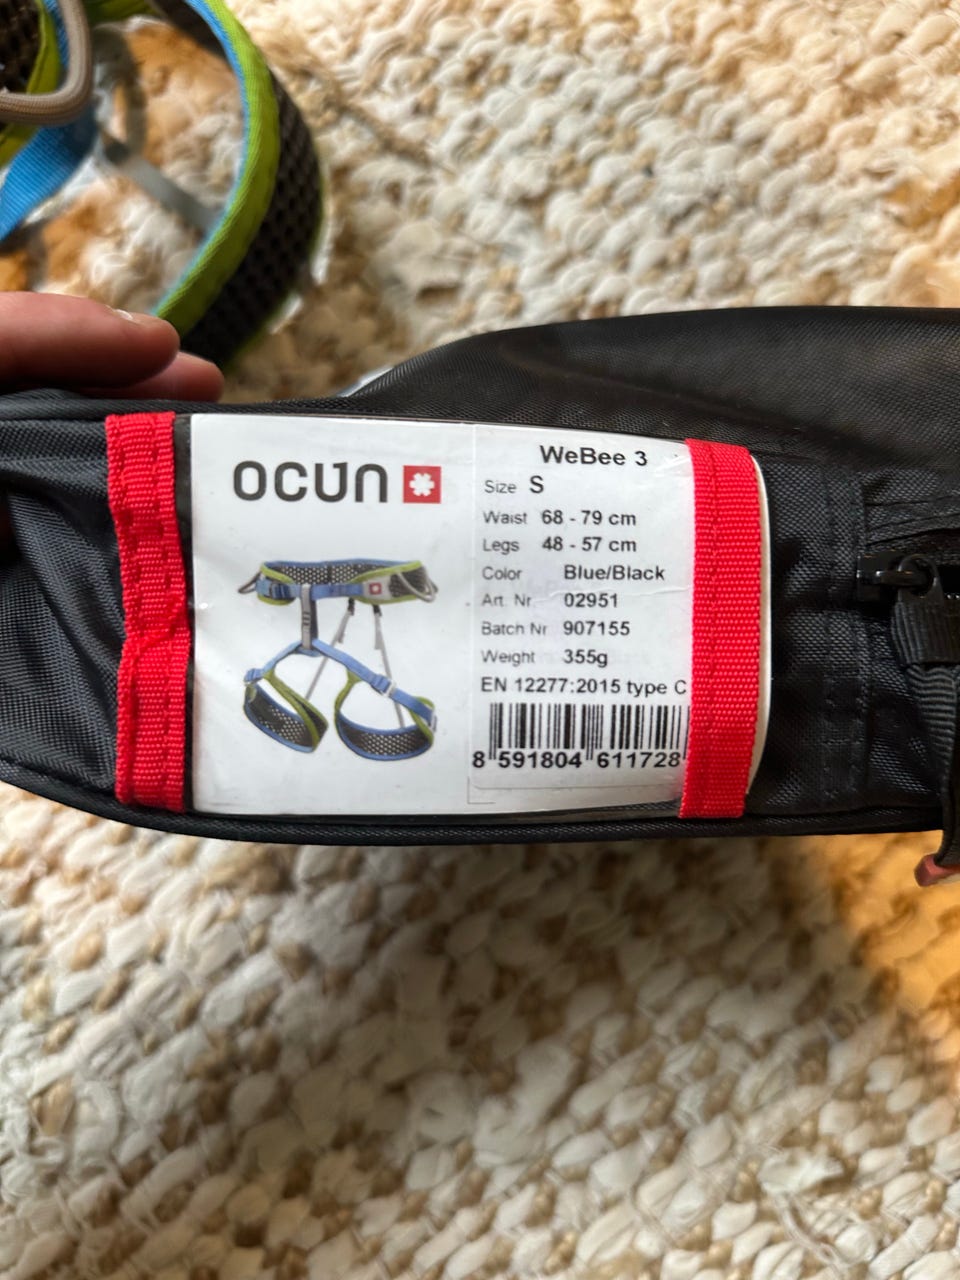 OCUN
WeBee 3
Size S
Waist 68 - 79 cm
Legs 48 - 57 cm
Color Blue/Black
Art. Nr 02951
Batch Nr 907155
Weight 355g
EN 12277:2015 type C
8 591804 611728